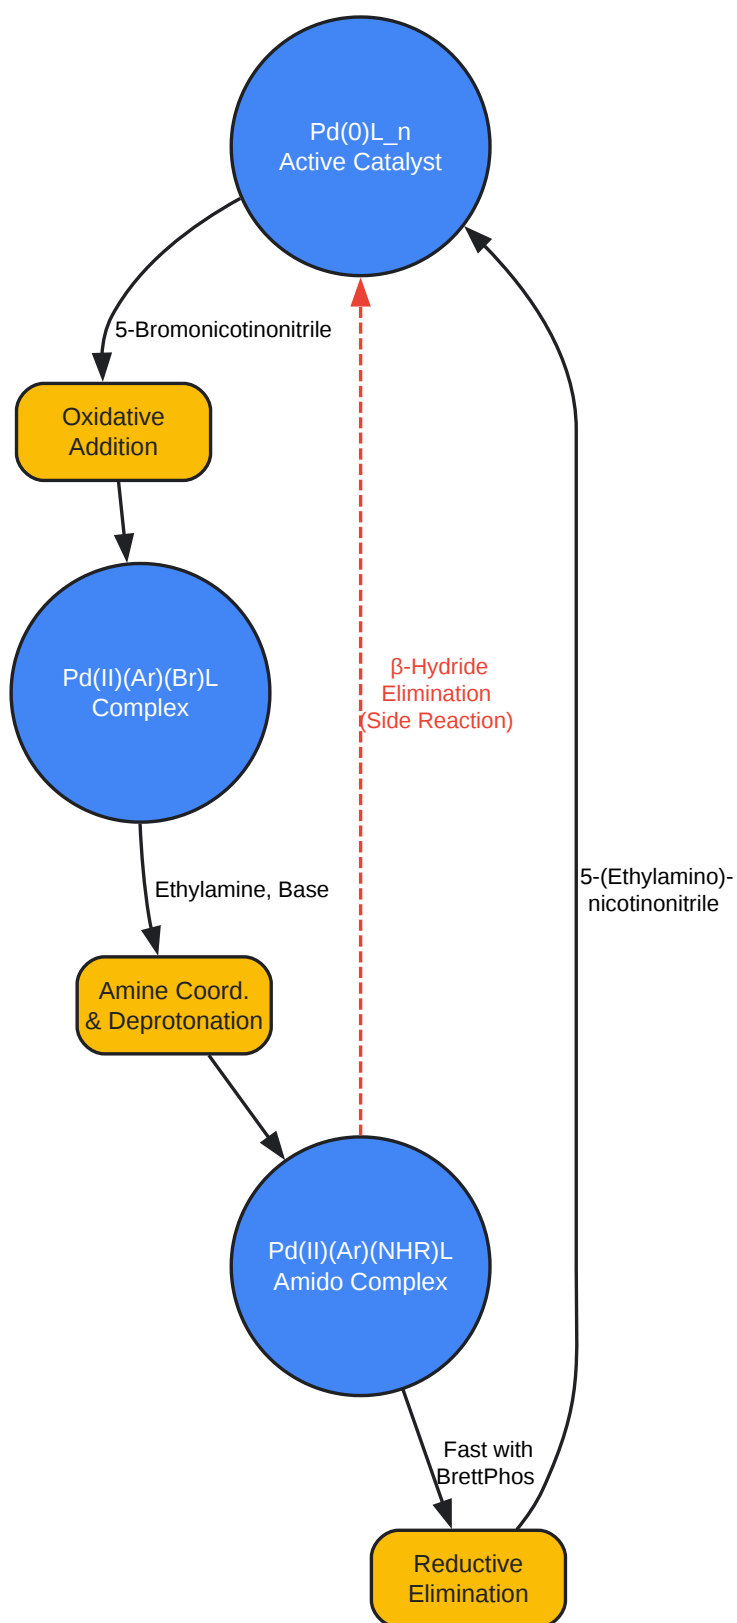 Pd(0)L_n
Active Catalyst
5-Bromonicotinonitrile
Oxidative
Addition
Pd(II)(Ar)(Br)L
Complex
β-Hydride
Elimination
(Side Reaction)
Ethylamine, Base
5-(Ethylamino)-
nicotinonitrile
Amine Coord.
& Deprotonation
Pd(II)(Ar)(NHR)L
Amido Complex
Fast with
BrettPhos
Reductive
Elimination